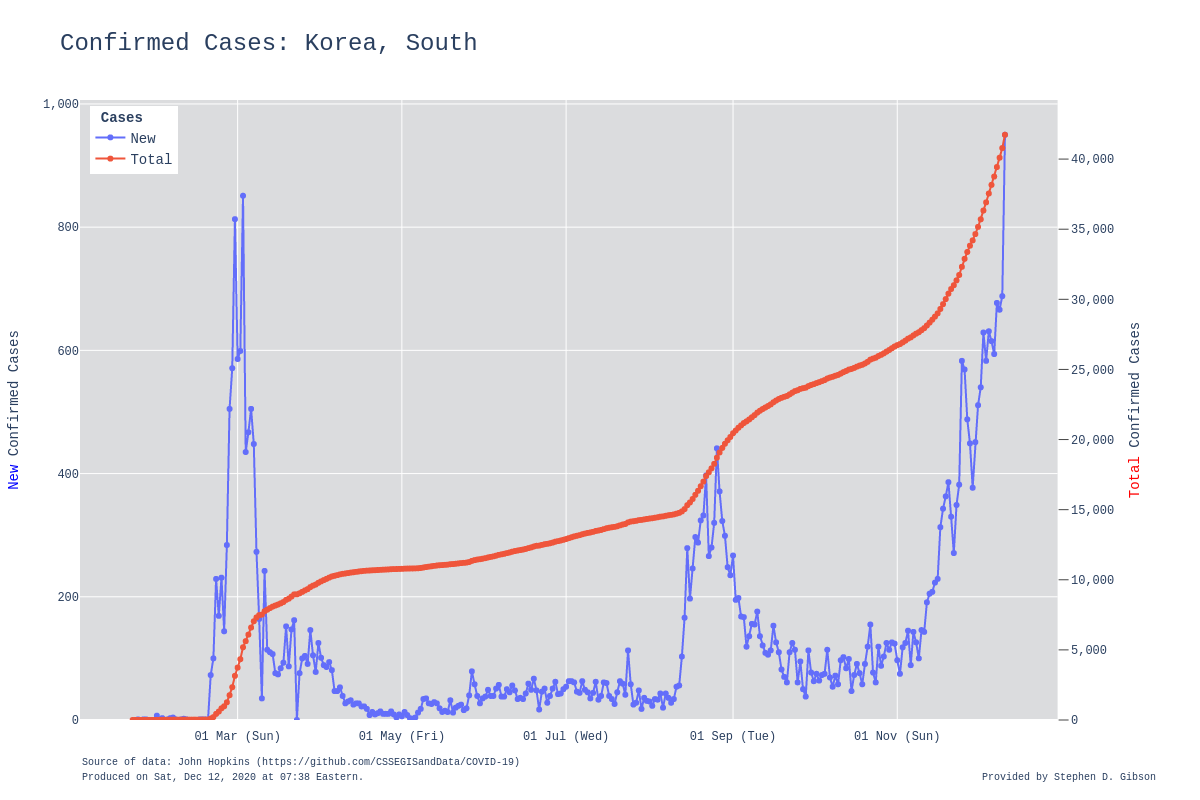 Confirmed Cases: Korea, South
Cases
New
Total
1,000
800
600
400
200
0
40,000
35,000
30,000
25,000
20,000
15,000
10,000
5,000
0
New Confirmed Cases
Total Confirmed Cases
01 Mar (Sun) 01 May (Fri) 01 Jul (Wed) 01 Sep (Tue) 01 Nov (Sun)
Source of data: John Hopkins (https://github.com/CSSEGISandData/COVID-19)
Produced on Sat, Dec 12, 2020 at 07:38 Eastern.
Provided by Stephen D. Gibson